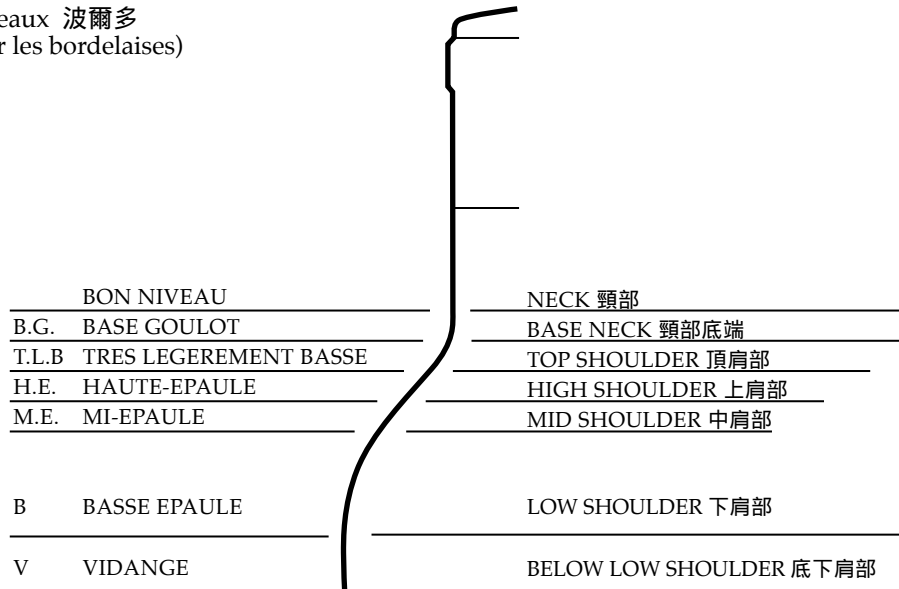 波爾多
les bordelaises)
BON NIVEAU NECK 頸部
B.G. BASE GOULOT BASE NECK 頸部底端
T.L.B TRES LEGEREMENT BASSE TOP SHOULDER 頂肩部
H.E. HAUTE-EPAULE HIGH SHOULDER 上肩部
M.E. MI-EPAULE MID SHOULDER 中肩部
B BASSE EPAULE LOW SHOULDER 下肩部
V VIDANGE BELOW LOW SHOULDER 底下肩部